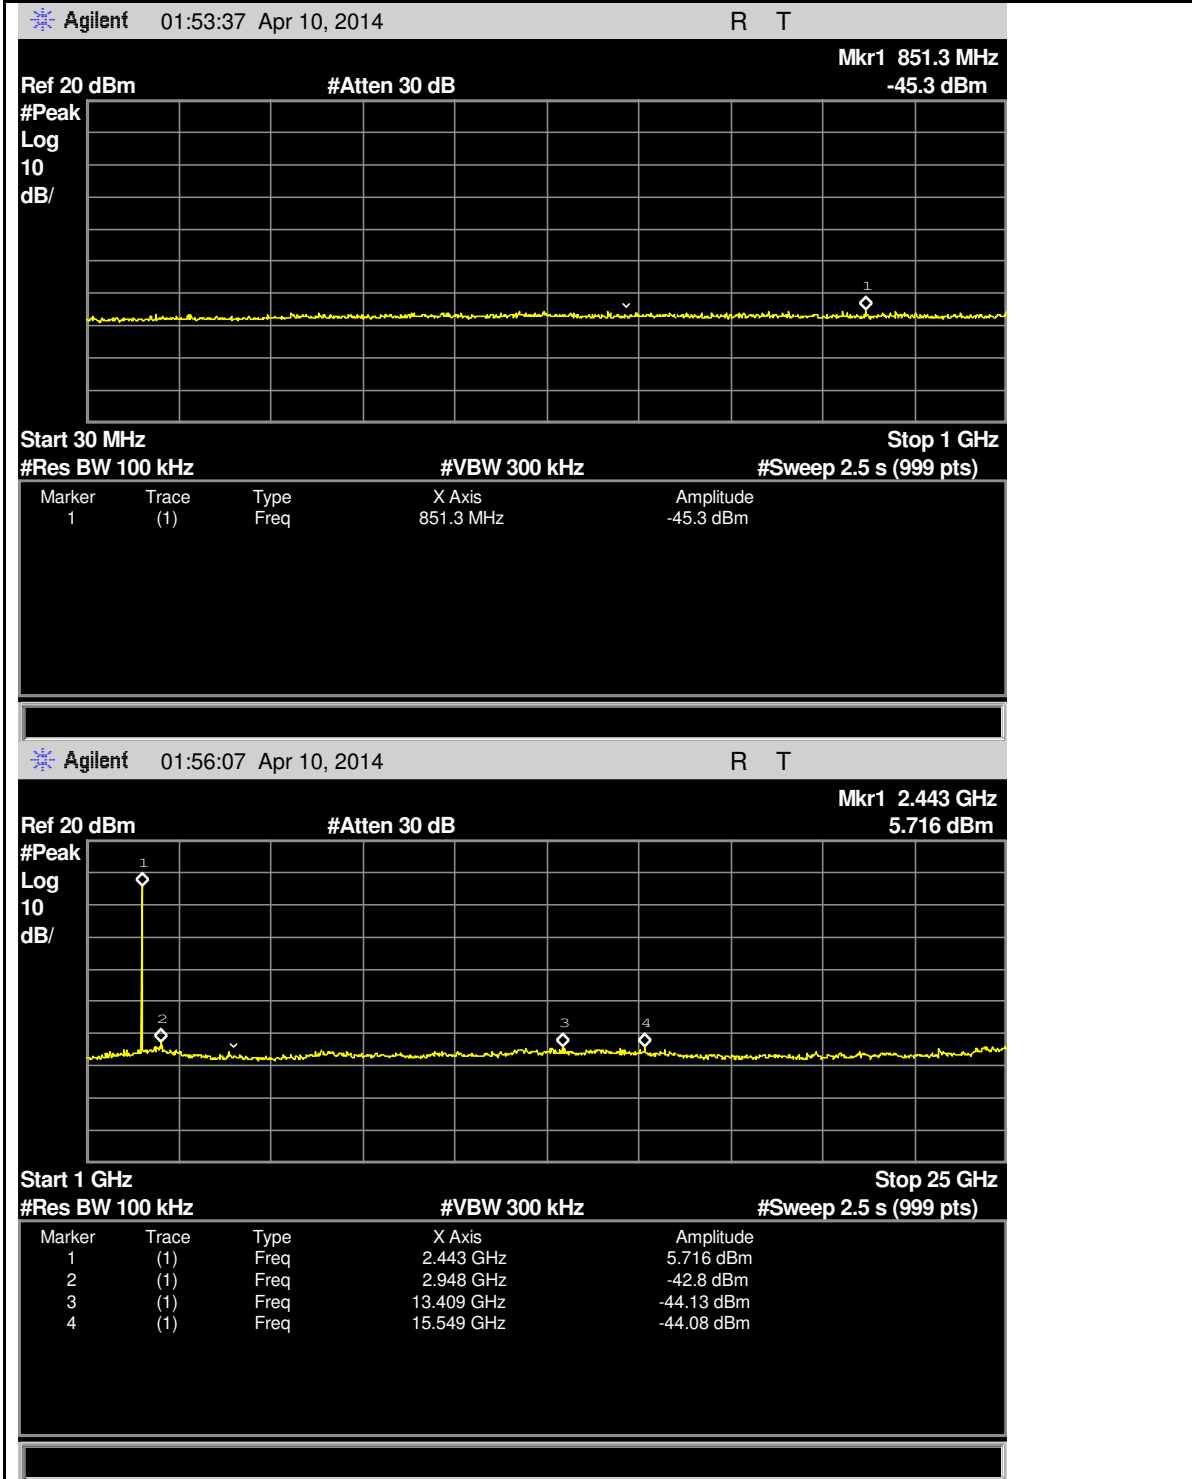 Agilent 01:53:37 Apr 10, 2014 R T
Mkr1 851.3 MHz
Ref 20 dBm #Atten 30 dB -45.3 dBm
#Peak
Log
10
dB/
1
Start 30 MHz Stop 1 GHz
#Res BW 100 kHz #VBW 300 kHz #Sweep 2.5 s (999 pts)
Marker Trace Type X Axis Amplitude
1 (1) Freq 851.3 MHz -45.3 dBm
Agilent 01:56:07 Apr 10, 2014 R T
Mkr1 2.443 GHz
Ref 20 dBm #Atten 30 dB 5.716 dBm
#Peak
1
Log
10
dB/
2 3 4
Start 1 GHz Stop 25 GHz
#Res BW 100 kHz #VBW 300 kHz #Sweep 2.5 s (999 pts)
Marker Trace Type X Axis Amplitude
1 (1) Freq 2.443 GHz 5.716 dBm
2 (1) Freq 2.948 GHz -42.8 dBm
3 (1) Freq 13.409 GHz -44.13 dBm
4 (1) Freq 15.549 GHz -44.08 dBm